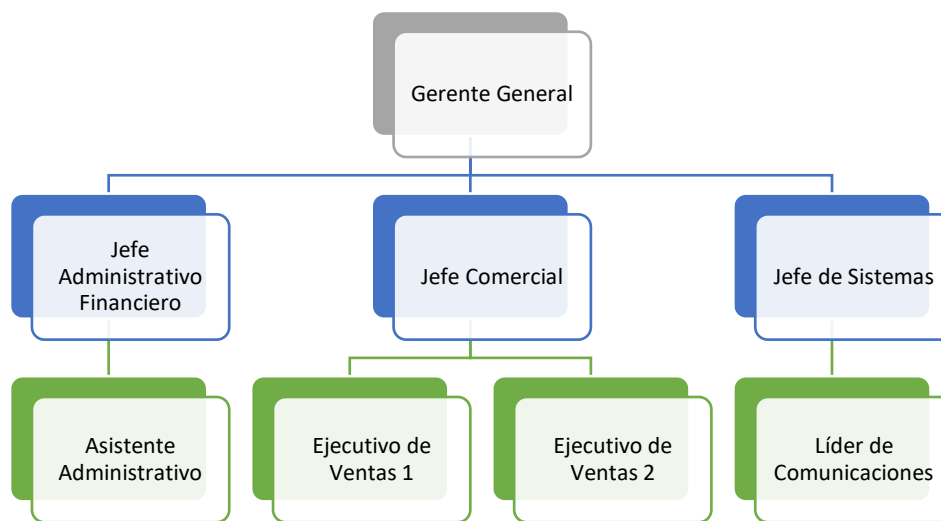 Gerente General
Jefe
Administrativo
Financiero
Jefe Comercial
Jefe de Sistemas
Asistente
Administrativo
Ejecutivo de
Ventas 1
Ejecutivo de
Ventas 2
Líder de
Comunicaciones